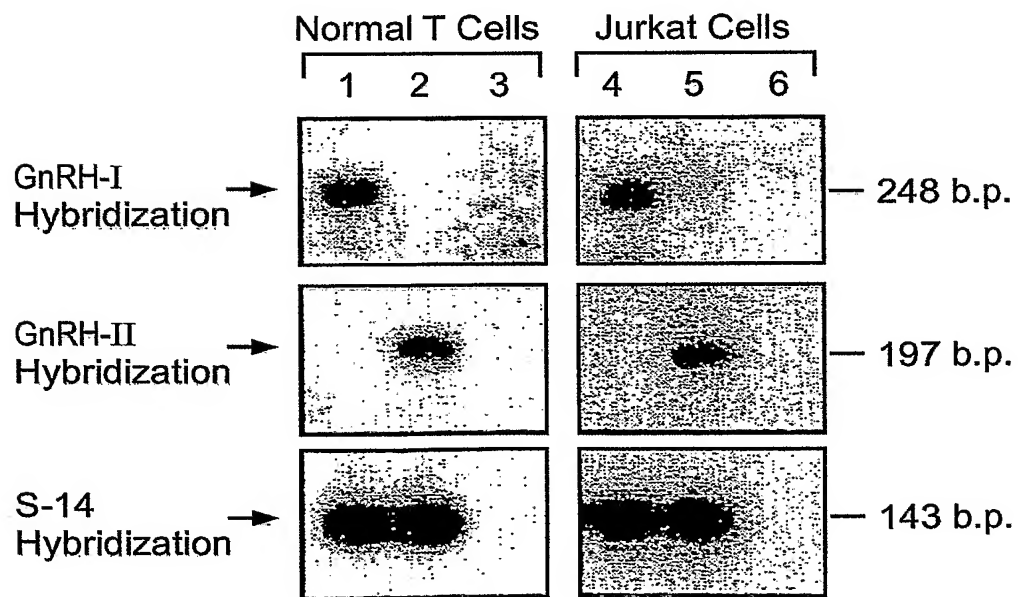 Normal T Cells Jurkat Cells
1 2 3 4 5 6
GnRH-I
Hybridization
248 b.p.
GnRH-II
Hybridization
197 b.p.
S-14
Hybridization
143 b.p.